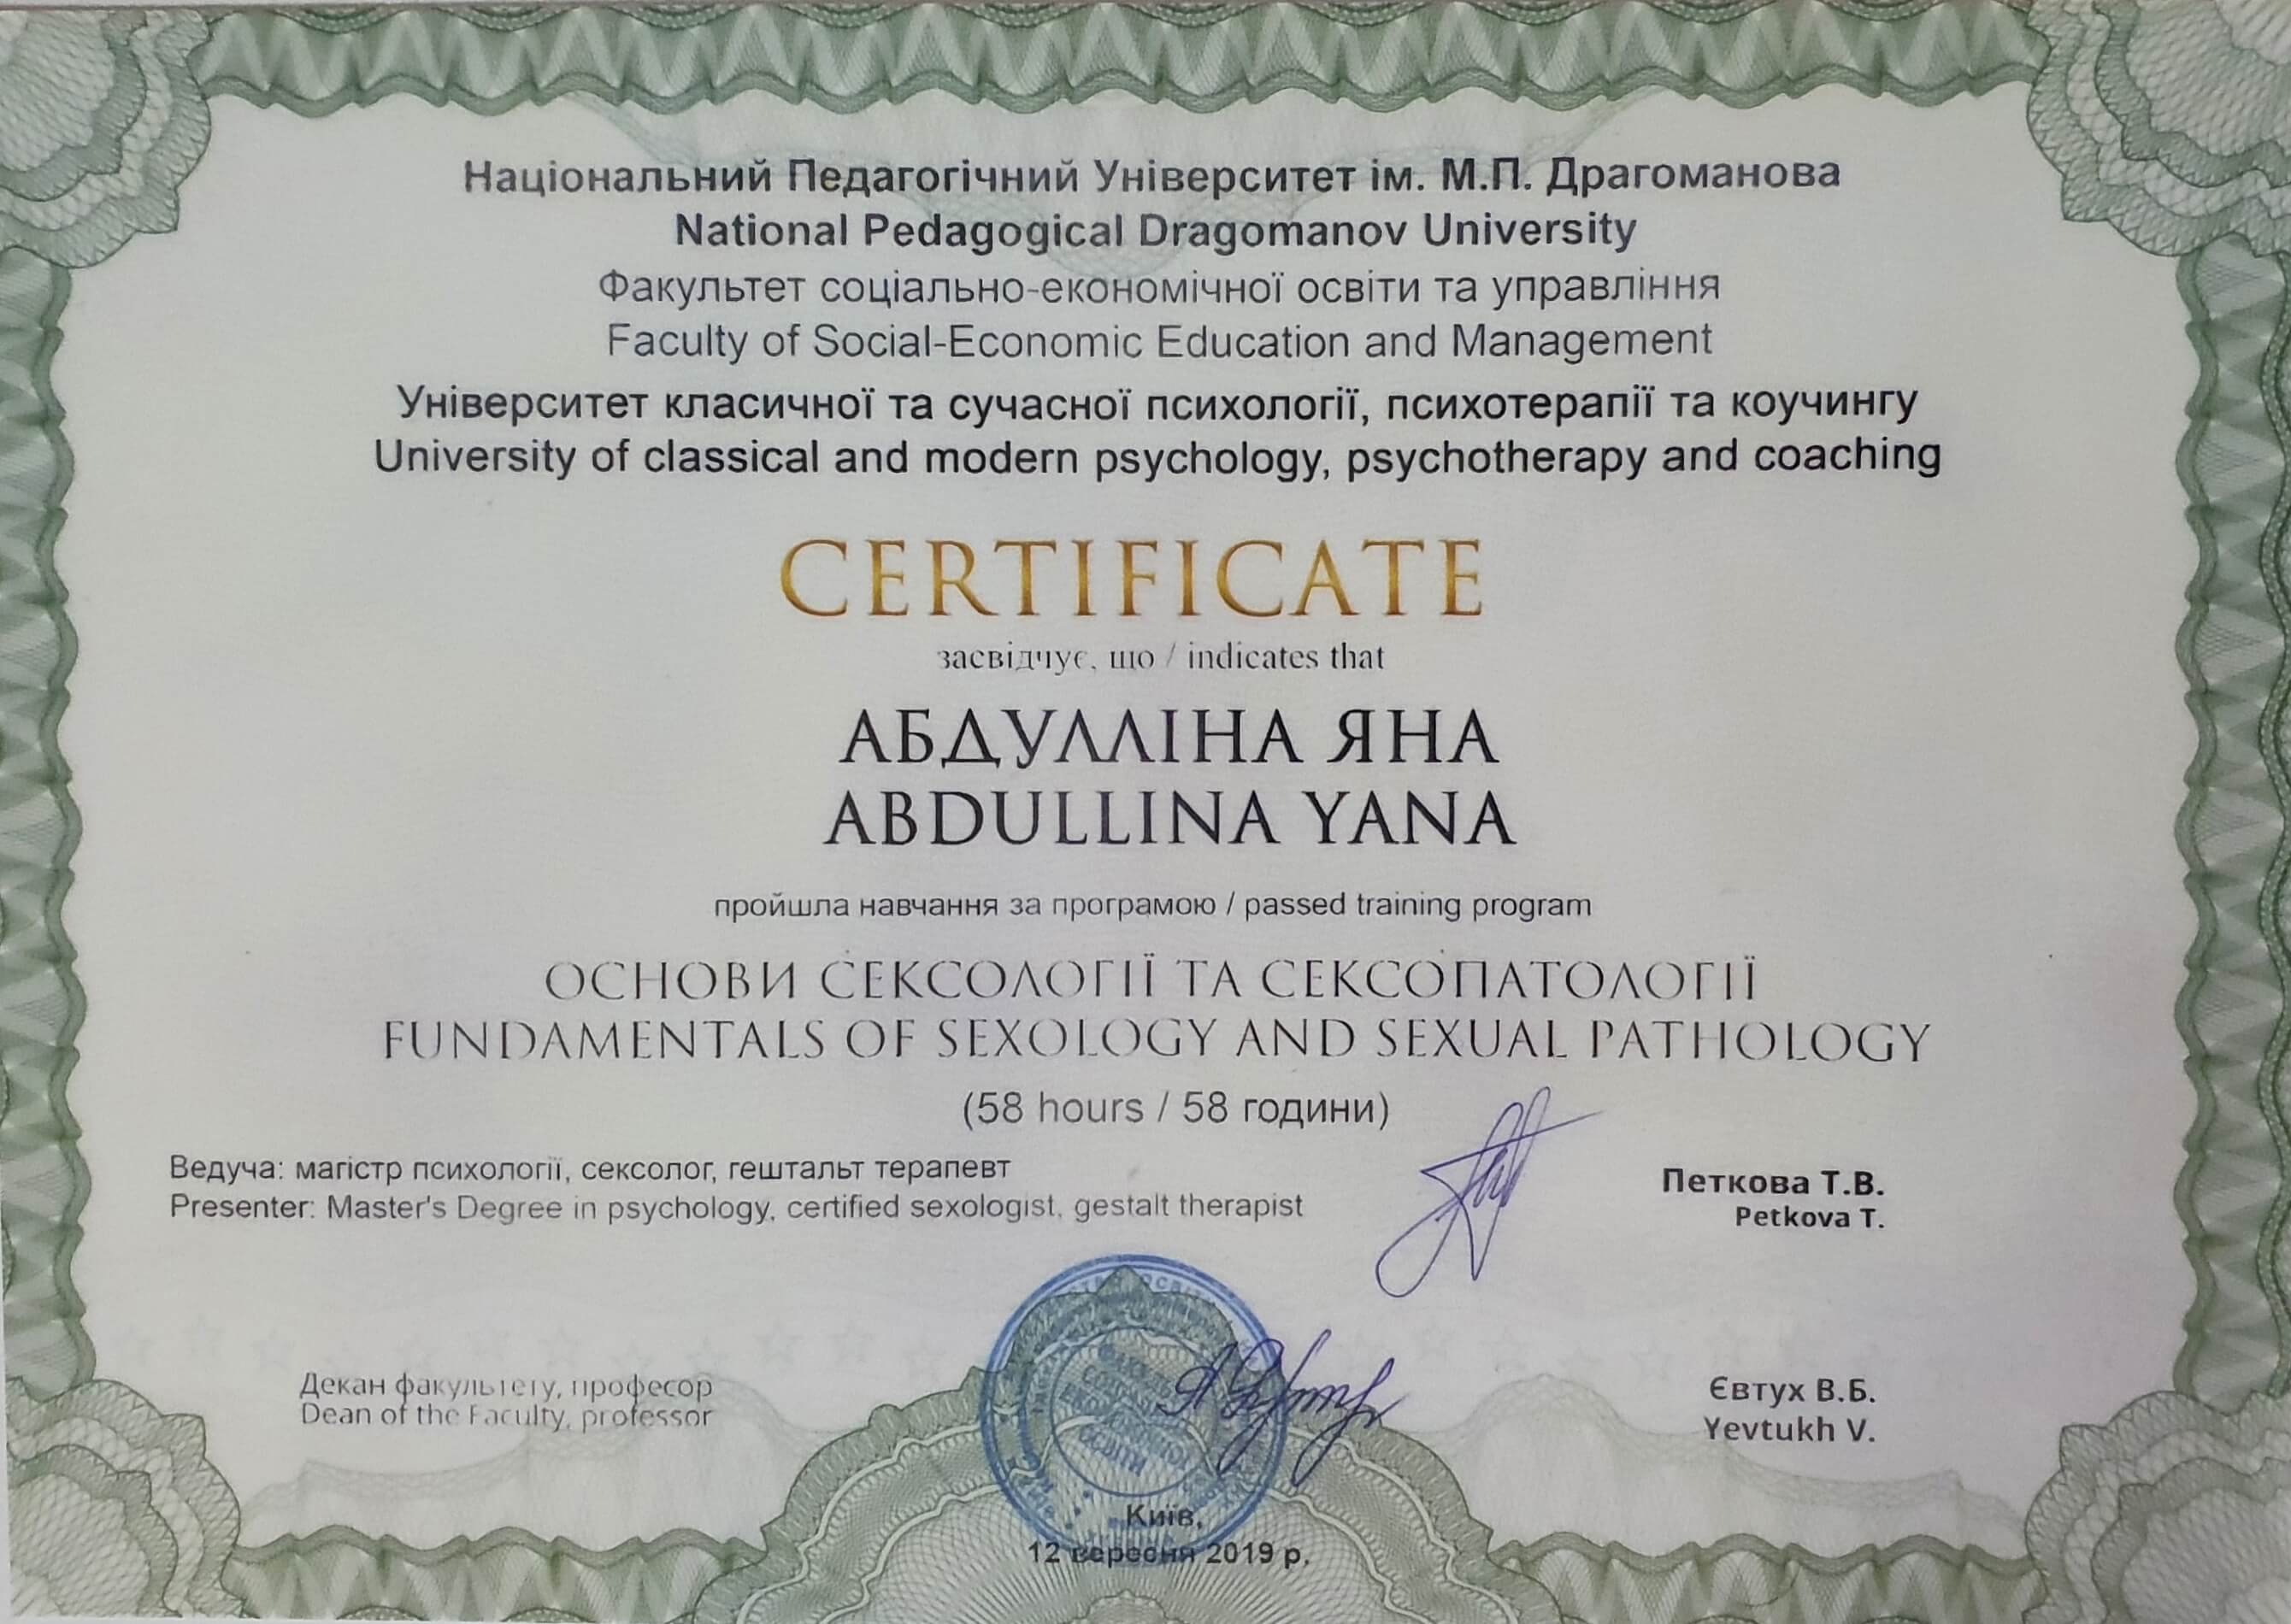 Національний Педагогічний Університет ім. М.П. Драгоманова
National Pedagogical Dragomanov University
Факультет соціально-економічної освіти та управління
Faculty of Social-Economic Education and Management
Університет класичної та сучасної психології, психотерапії та коучингу
University of classical and modern psychology, psychotherapy and coaching
CERTIFICATE
засвідчує, що / indicates that
АБДУЛЛІНА ЯНА
ABDULLINA YANA
пройшла навчання за програмою / passed training program
ОСНОВИ СЕКСОЛОГІЇ ТА СЕКСОПАТОЛОГІЇ
FUNDAMENTALS OF SEXOLOGY AND SEXUAL PATHOLOGY
(58 hours / 58 години)
Ведуча: магістр психології, сексолог, гештальт терапевт
Presenter: Master's Degree in psychology, certified sexologist, gestalt therapist
Петкова Т.В.
Petkova T.
Декан факультету, професор
Dean of the Faculty, professor
Євтух В.Б.
Yevtukh V.
ОСВІТИ
Київ,
12 вересня 2019 р.